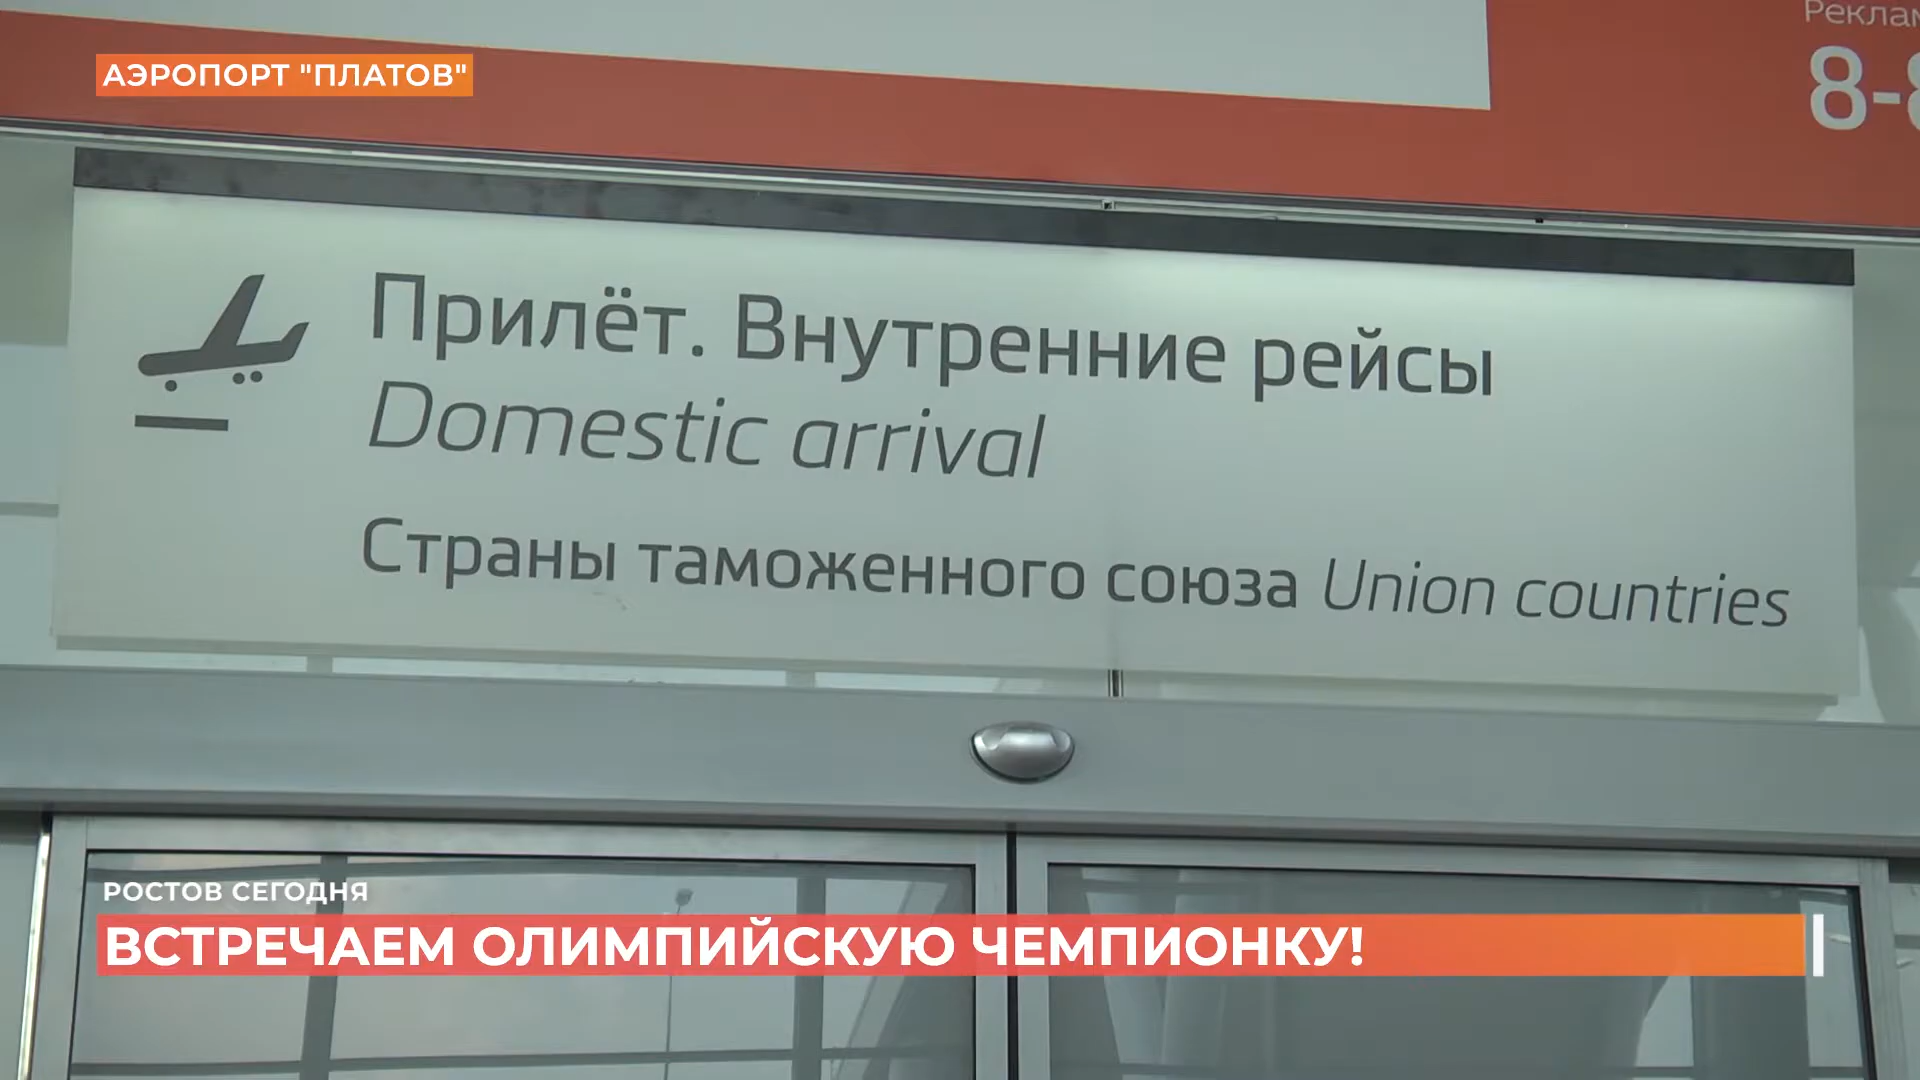 Реклам
8-8
АЭРОПОРТ "ПЛАТОВ"
Прилёт. Внутренние рейсы
Domestic arrival
Страны таможенного союза Union countries
РОСТОВ СЕГОДНЯ
ВСТРЕЧАЕМ ОЛИМПИЙСКУЮ ЧЕМПИОНКУ!